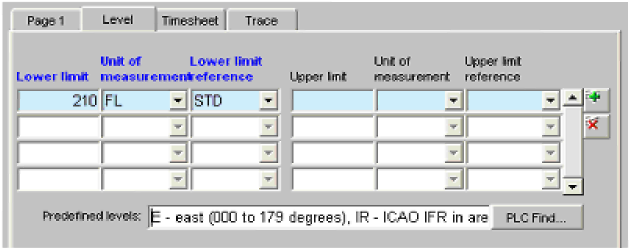 Page 1 Level Timesheet Trace
Unit of Lower limit Unit of Upper limit
Lower limit measurement reference Upper limit measurement reference
210 FL STD
Predefined levels: E - east (000 to 179 degrees), IR - ICAO IFR in are PLC Find...